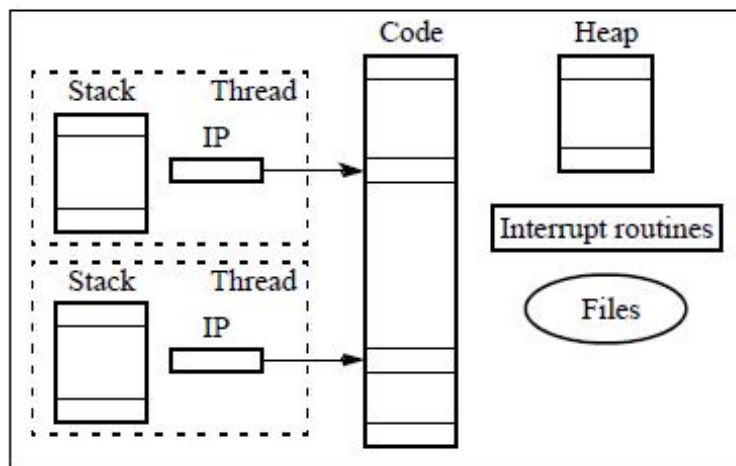 Code
Heap
Stack
Thread
IP
Interrupt routines
Stack
Thread
Files
IP